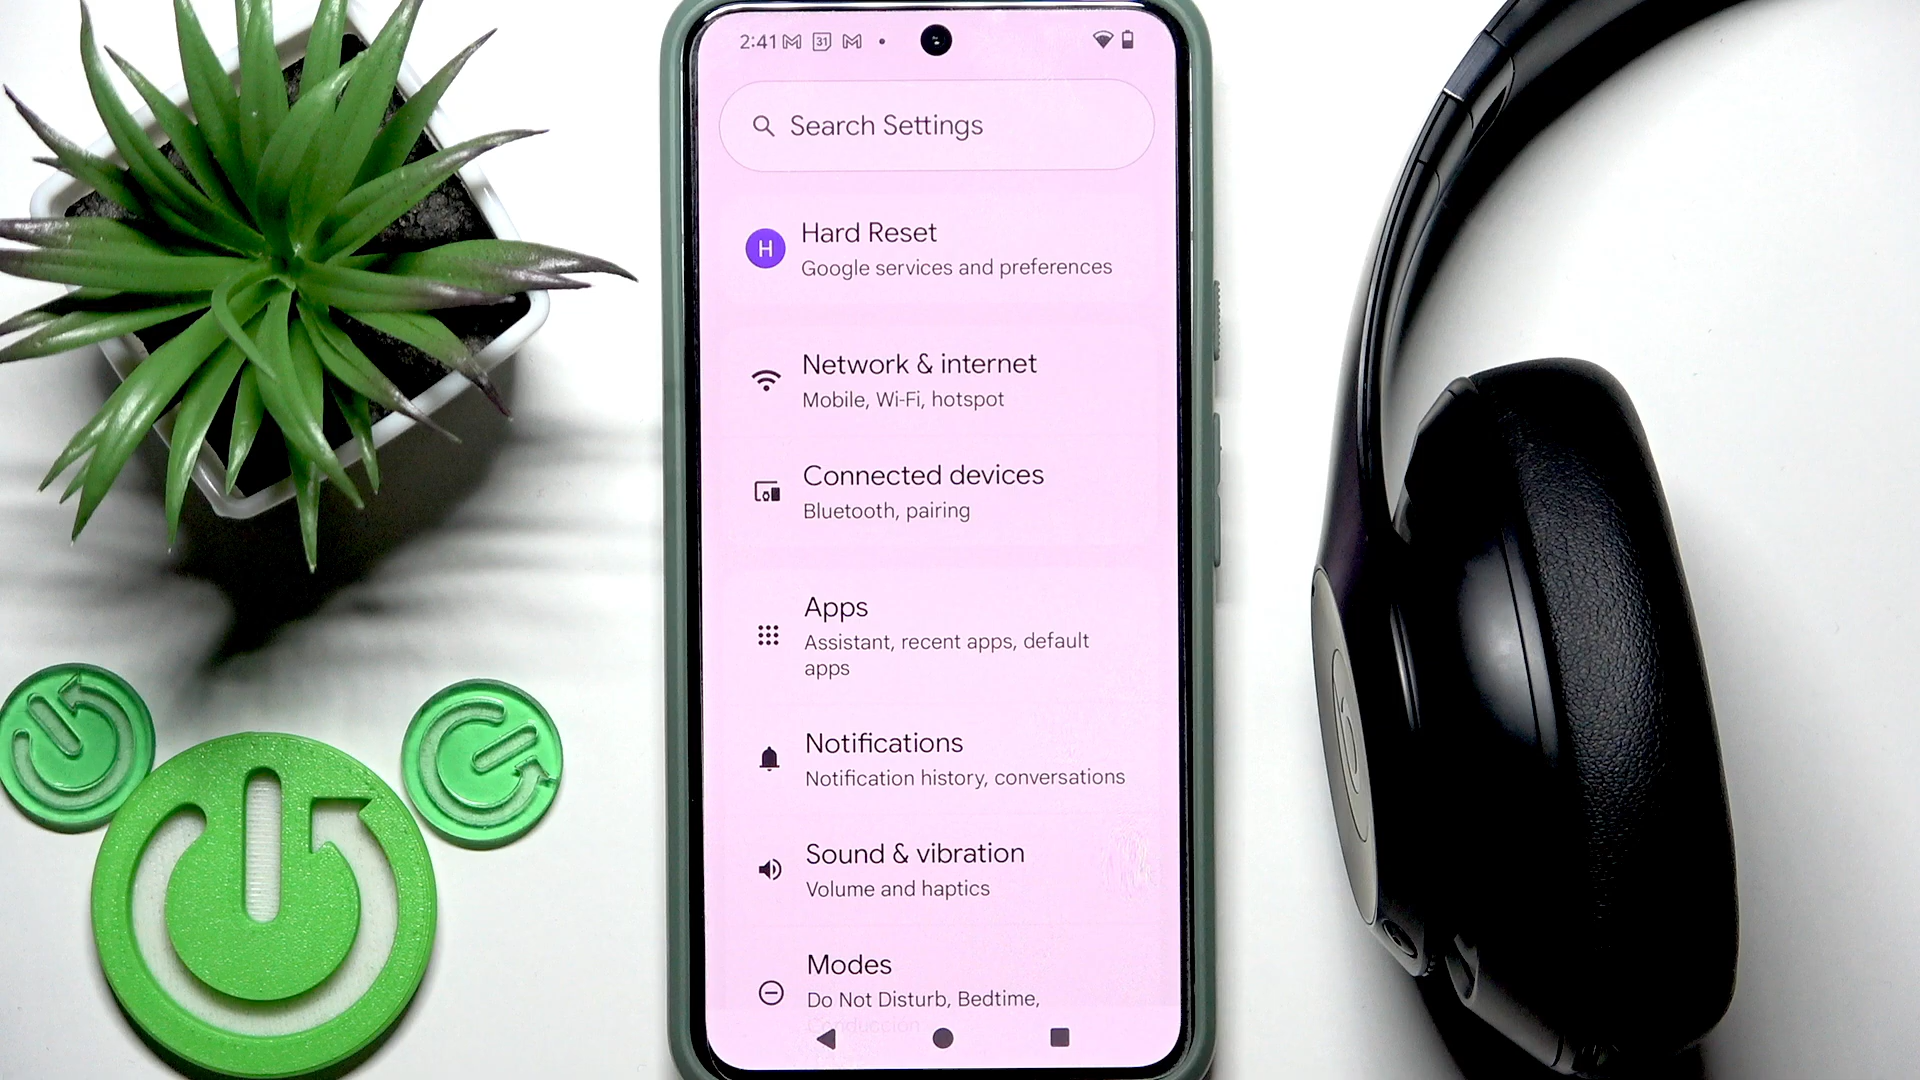 2:41 31
Search Settings
H
Hard Reset
Google services and preferences
Network & internet
Mobile, Wi-Fi, hotspot
Connected devices
Bluetooth, pairing
Apps
Assistant, recent apps, default
apps
Notifications
Notification history, conversations
Sound & vibration
Volume and haptics
Modes
Do Not Disturb, Bedtime,
Conducción